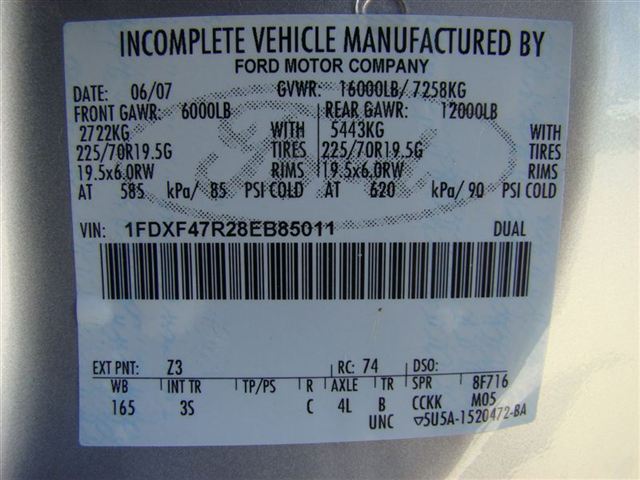 INCOMPLETE VEHICLE MANUFACTURED BY
FORD MOTOR COMPANY
DATE: 06/07 GVWR: 16000LB/ 7258KG
FRONT GAWR: 6000LB REAR GAWR: 12000LB
2722KG WITH 5443KG WITH
225/70R19.5G TIRES 225/70R19.5G TIRES
19.5x6.0RW RIMS 19.5x6.0RW RIMS
AT 585 kPa/ 85 PSI COLD AT 620 kPa/ 90 PSI COLD
VIN: 1FDXF47R28EB85011 DUAL
EXT PNT: Z3 RC: 74 DSO:
WB INT TR TP/PS R AXLE TR SPR 8F716
165 3S C 4L B CCKK M05
UNC ▽5U5A-1520472-BA